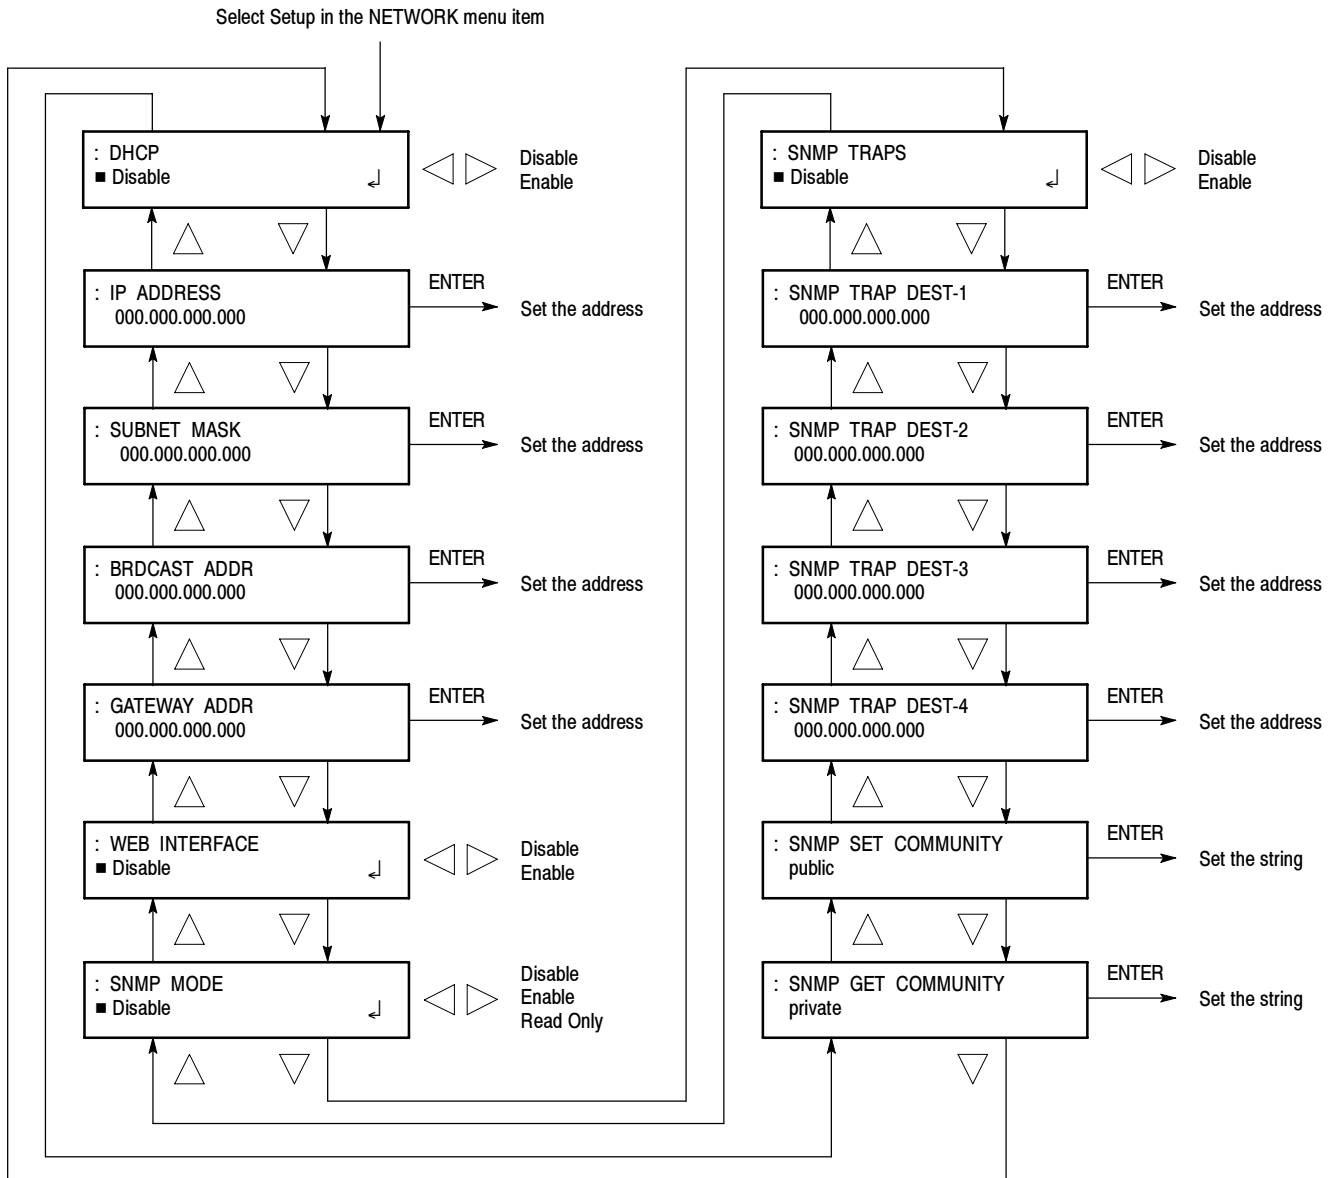 Select Setup in the NETWORK menu item
: DHCP
■ Disable
Disable
Enable
: IP ADDRESS
000.000.000.000
ENTER
Set the address
: SUBNET MASK
000.000.000.000
ENTER
Set the address
: BRDCAST ADDR
000.000.000.000
ENTER
Set the address
: GATEWAY ADDR
000.000.000.000
ENTER
Set the address
: WEB INTERFACE
■ Disable
Disable
Enable
: SNMP MODE
■ Disable
Disable
Enable
Read Only
: SNMP TRAPS
■ Disable
Disable
Enable
: SNMP TRAP DEST-1
000.000.000.000
ENTER
Set the address
: SNMP TRAP DEST-2
000.000.000.000
ENTER
Set the address
: SNMP TRAP DEST-3
000.000.000.000
ENTER
Set the address
: SNMP TRAP DEST-4
000.000.000.000
ENTER
Set the address
: SNMP SET COMMUNITY
public
ENTER
Set the string
: SNMP GET COMMUNITY
private
ENTER
Set the string